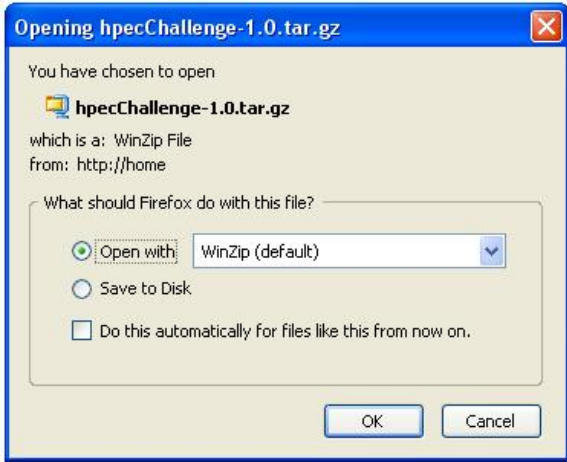 Opening hpecChallenge-1.0.tar.gz
You have chosen to open
hpecChallenge-1.0.tar.gz
which is a: WinZip File
from: http://home
What should Firefox do with this file?
Open with WinZip (default)
Save to Disk
Do this automatically for files like this from now on.
OK Cancel